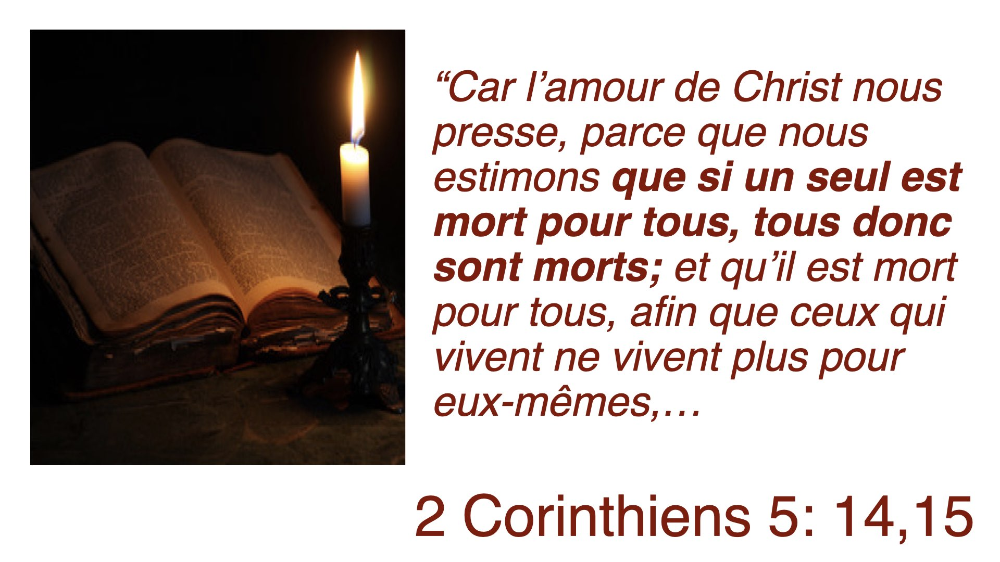 “Car l’amour de Christ nous
presse, parce que nous
estimons que si un seul est
mort pour tous, tous donc
sont morts; et qu’il est mort
pour tous, afin que ceux qui
vivent ne vivent plus pour
eux-mêmes,…
2 Corinthiens 5: 14,15